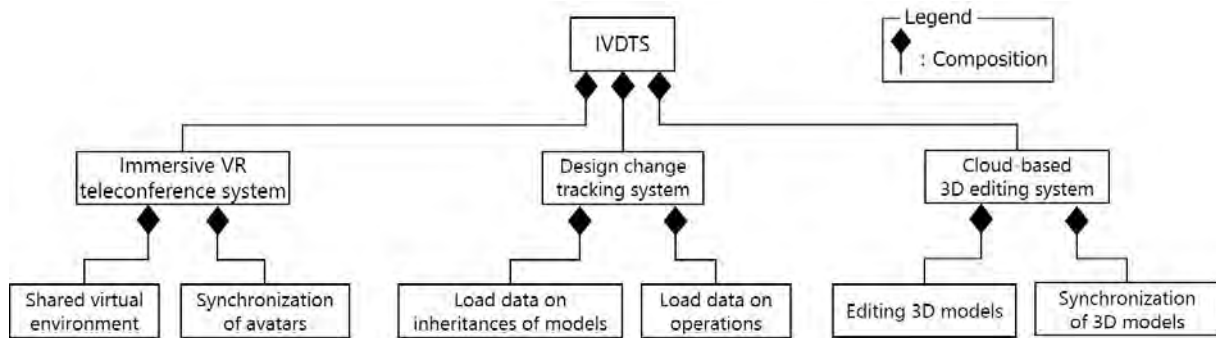 IVDTS
Legend
: Composition
Immersive VR
teleconference system
Design change
tracking system
Cloud-based
3D editing system
Shared virtual
environment
Synchronization
of avatars
Load data on
inheritances of models
Load data on
operations
Editing 3D models
Synchronization
of 3D models